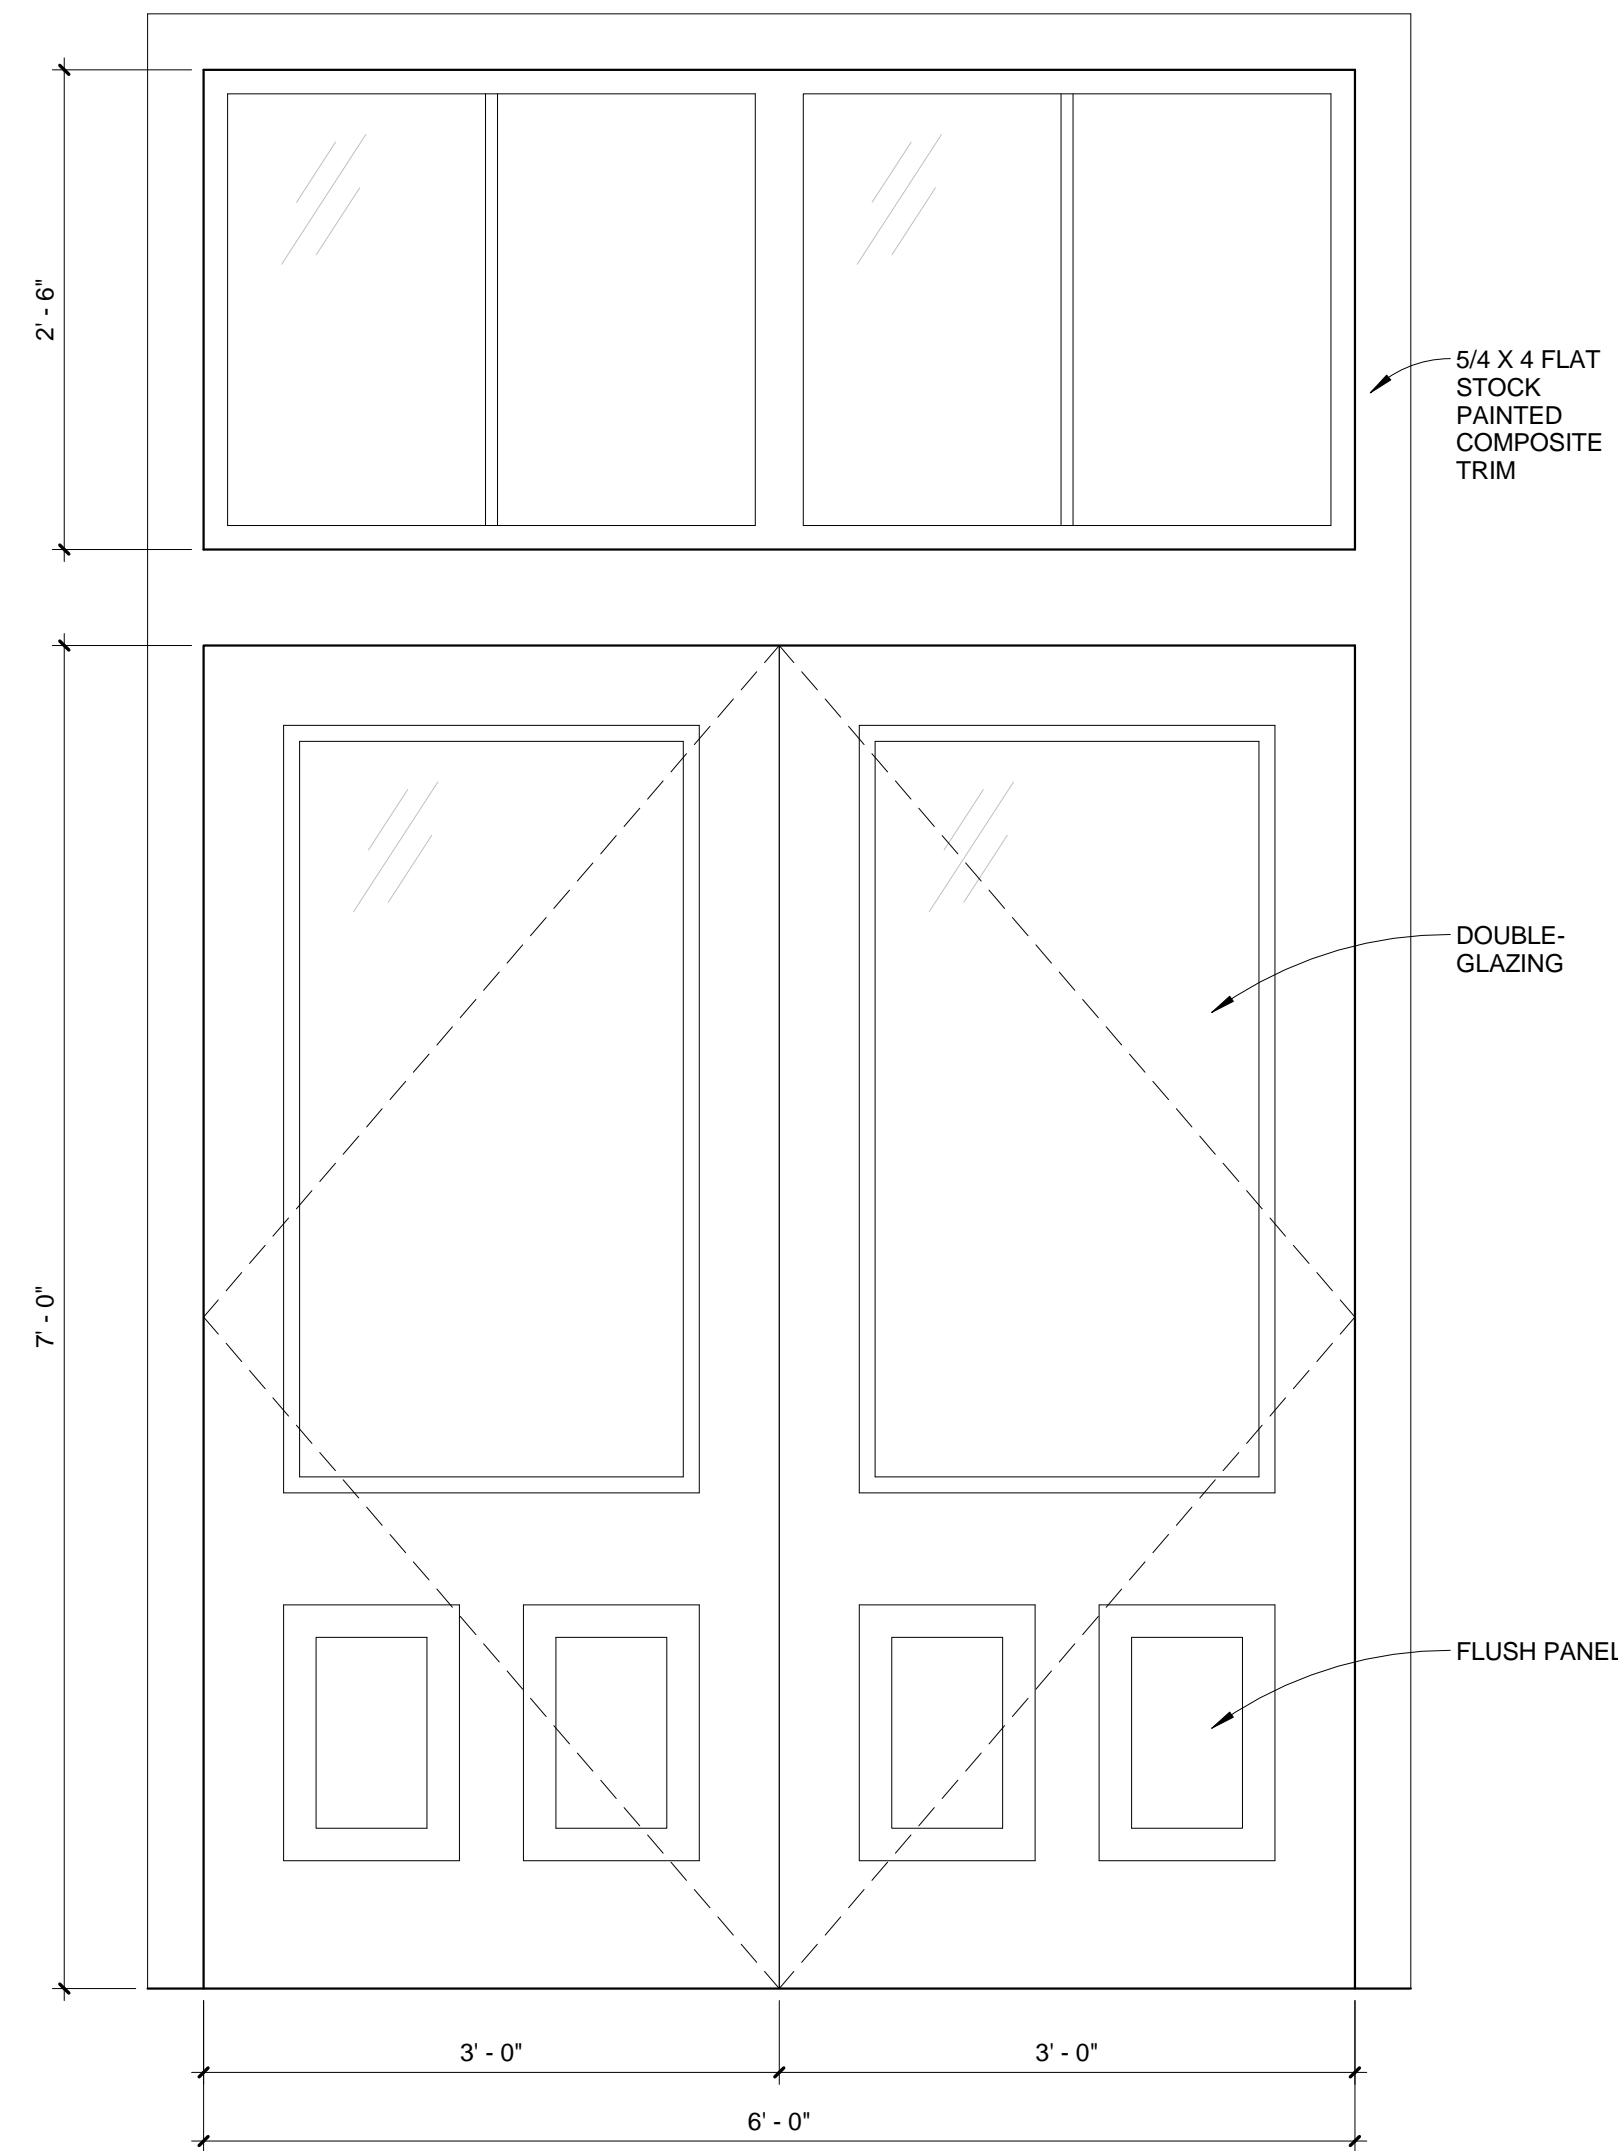 2' - 6"
5/4 X 4 FLAT
STOCK
PAINTED
COMPOSITE
TRIM
DOUBLE-
GLAZING
7' - 0"
FLUSH PANEL
3' - 0"
3' - 0"
6' - 0"